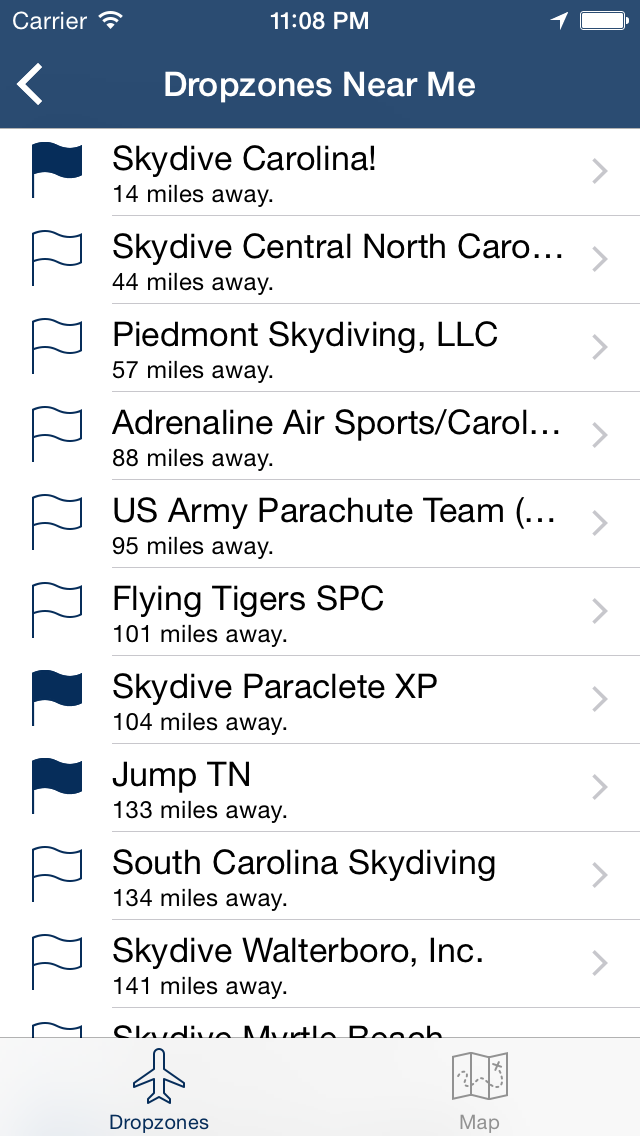 Carrier 11:08 PM
Dropzones Near Me
Skydive Carolina!
14 miles away.
Skydive Central North Caro...
44 miles away.
Piedmont Skydiving, LLC
57 miles away.
Adrenaline Air Sports/Carol...
88 miles away.
US Army Parachute Team (...
95 miles away.
Flying Tigers SPC
101 miles away.
Skydive Paraclete XP
104 miles away.
Jump TN
133 miles away.
South Carolina Skydiving
134 miles away.
Skydive Walterboro, Inc.
141 miles away.
Skydive Myrtle Beach
Dropzones Map